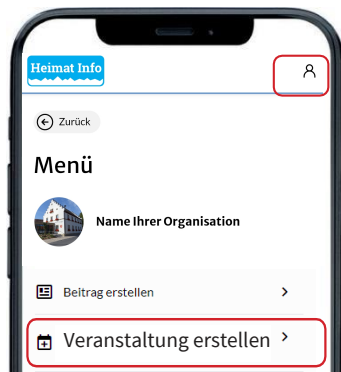 Heimat Info
Zurück
Menü
Name Ihrer Organisation
Beitrag erstellen
Veranstaltung erstellen